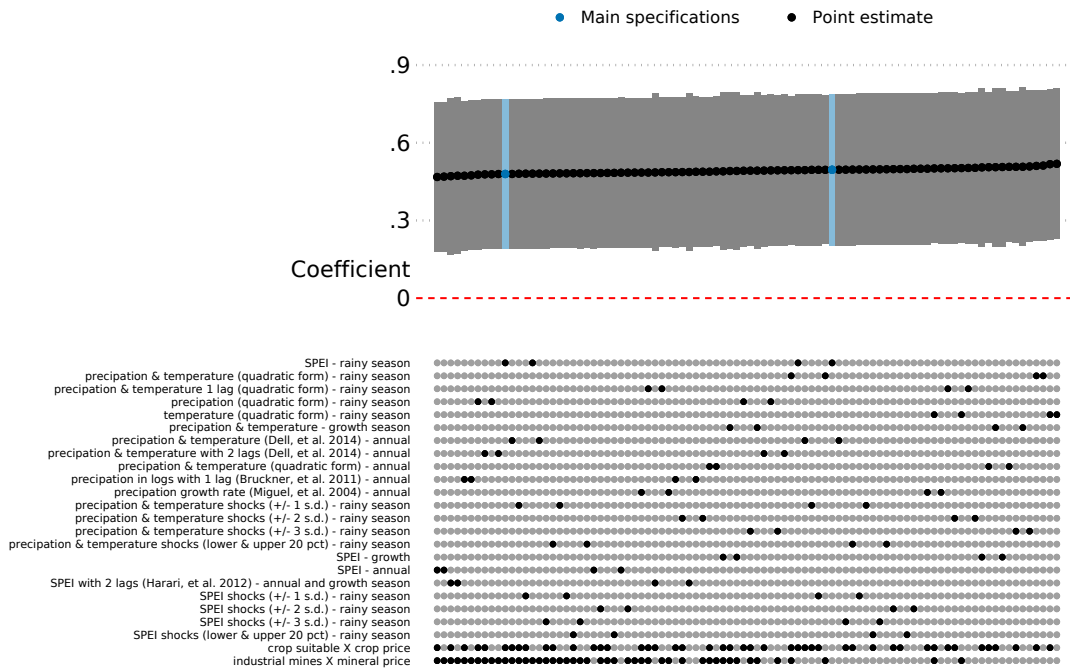 Main specifications
Point estimate
.9
.6
.3
Coefficient
0
SPEI - rainy season
precipation & temperature (quadratic form) - rainy season
precipation & temperature 1 lag (quadratic form) - rainy season
precipation (quadratic form) - rainy season
temperature (quadratic form) - rainy season
precipation & temperature - growth season
precipation & temperature (Dell, et al. 2014) - annual
precipation & temperature with 2 lags (Dell, et al. 2014) - annual
precipation & temperature (quadratic form) - annual
precipation in logs with 1 lag (Bruckner, et al. 2011) - annual
precipation growth rate (Miguel, et al. 2004) - annual
precipation & temperature shocks (+/- 1 s.d.) - rainy season
precipation & temperature shocks (+/- 2 s.d.) - rainy season
precipation & temperature shocks (+/- 3 s.d.) - rainy season
precipation & temperature shocks (lower & upper 20 pct) - rainy season
SPEI - growth
SPEI - annual
SPEI with 2 lags (Harari, et al. 2012) - annual and growth season
SPEI shocks (+/- 1 s.d.) - rainy season
SPEI shocks (+/- 2 s.d.) - rainy season
SPEI shocks (+/- 3 s.d.) - rainy season
SPEI shocks (lower & upper 20 pct) - rainy season
crop suitable X crop price
industrial mines X mineral price